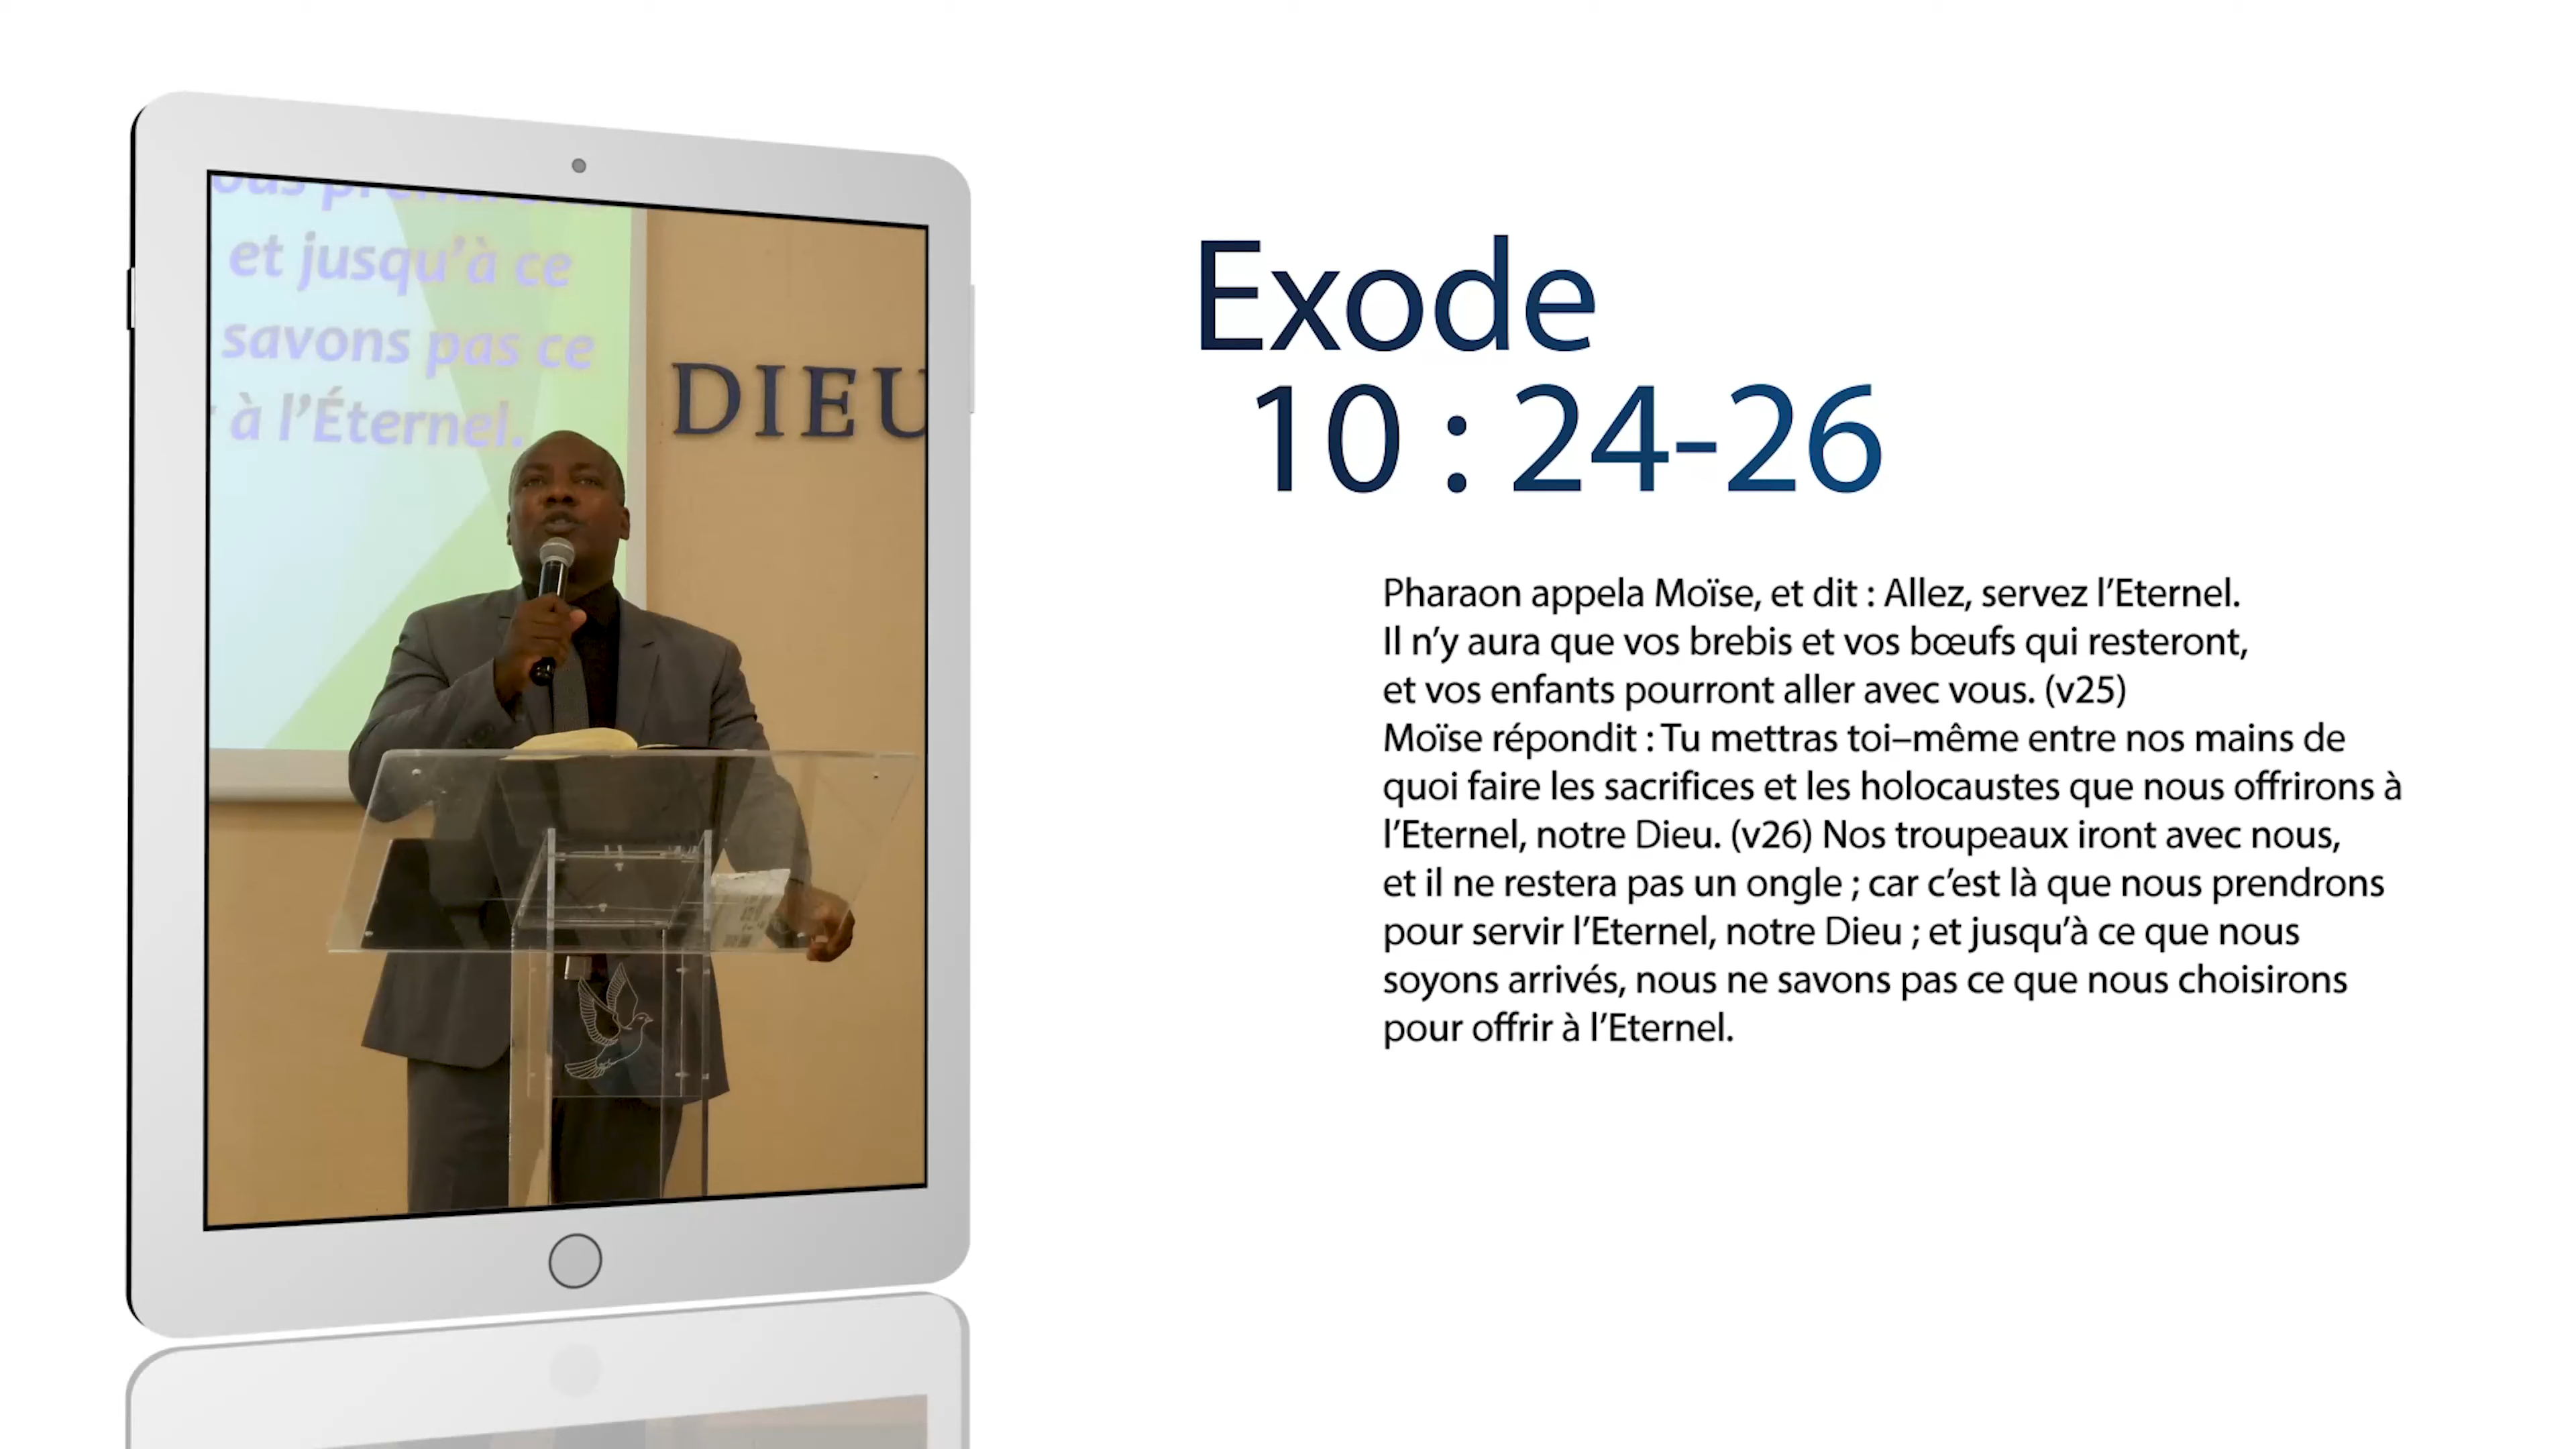 et jusqu'à ce
savons pas ce
à l'Éternel.
DIEU
Exode
10 : 24-26
Pharaon appela Moïse, et dit : Allez, servez l'Eternel.
Il n'y aura que vos brebis et vos bœufs qui resteront,
et vos enfants pourront aller avec vous. (v25)
Moïse répondit : Tu mettras toi–même entre nos mains de
quoi faire les sacrifices et les holocaustes que nous offrirons à
l'Eternel, notre Dieu. (v26) Nos troupeaux iront avec nous,
et il ne restera pas un ongle ; car c'est là que nous prendrons
pour servir l'Eternel, notre Dieu ; et jusqu'à ce que nous
soyons arrivés, nous ne savons pas ce que nous choisirons
pour offrir à l'Eternel.